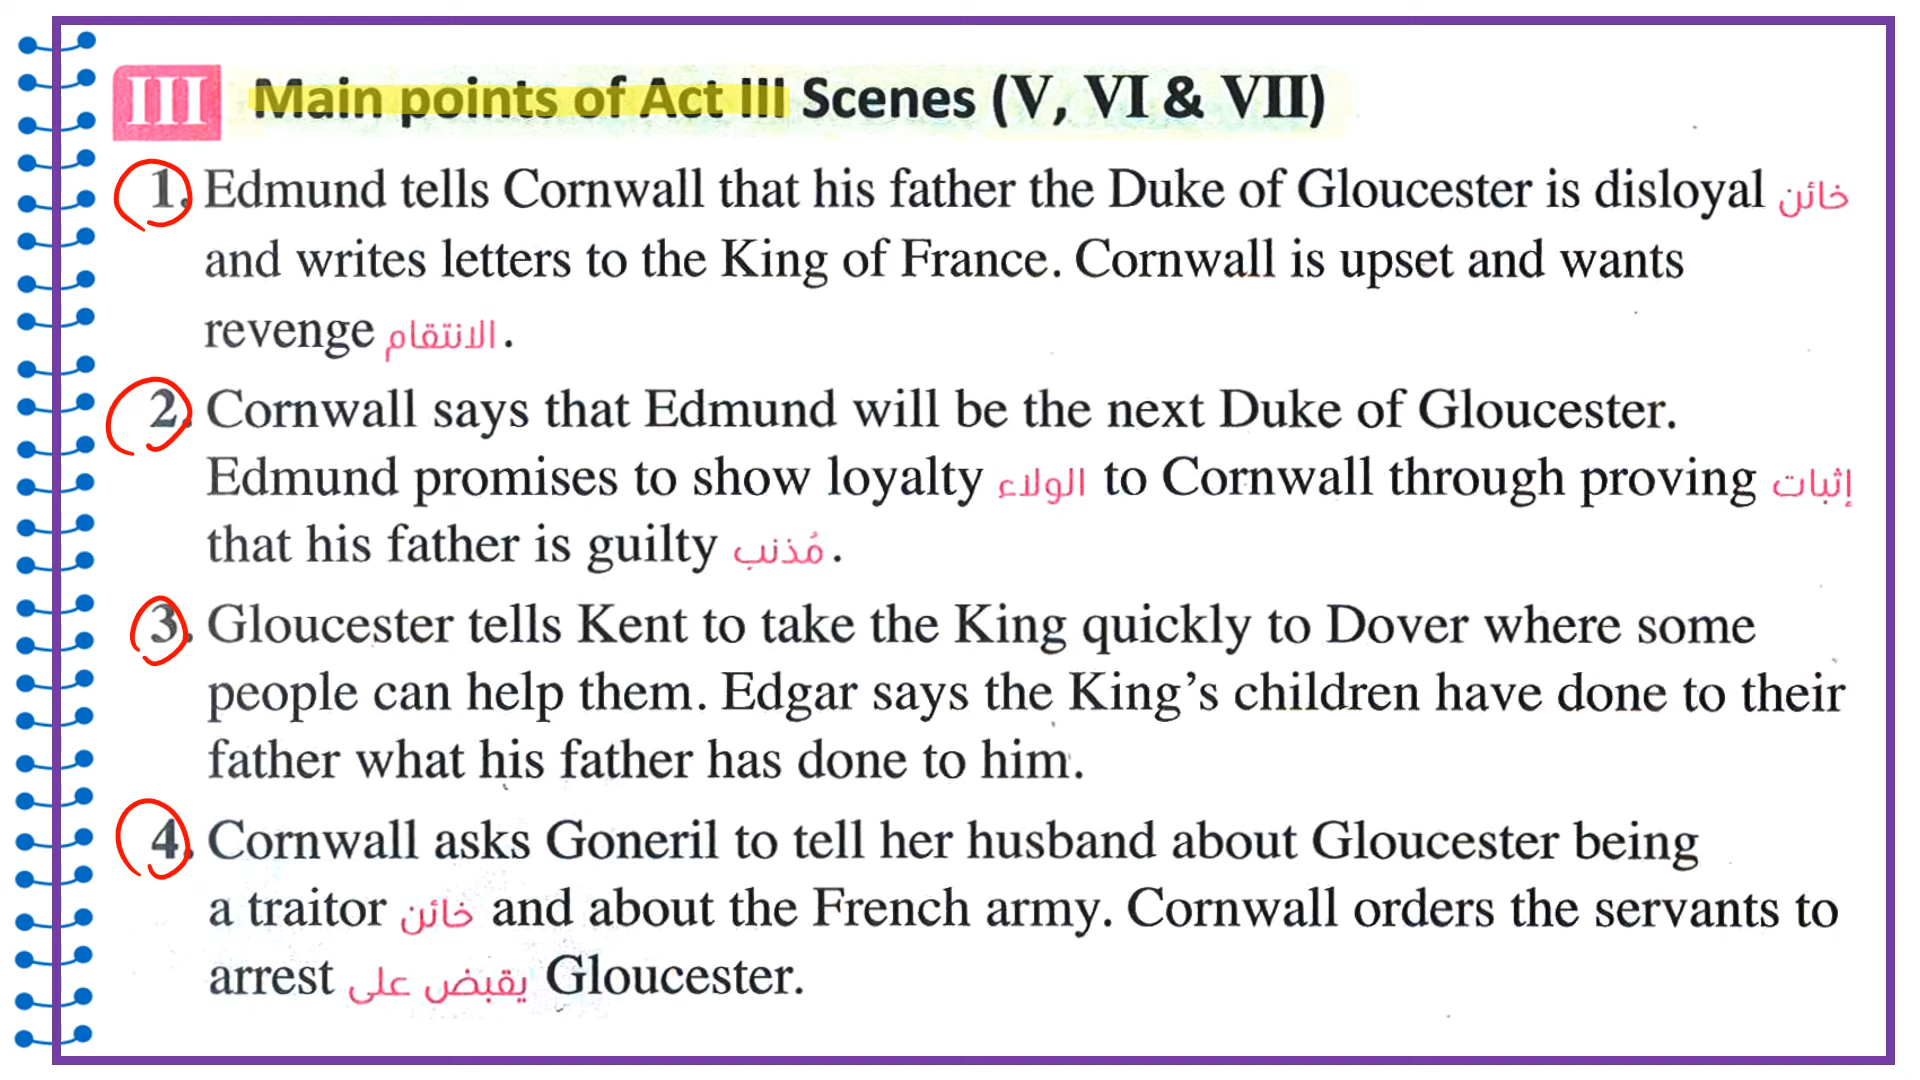 III Main points of Act III Scenes (V, VI & VII)
1. Edmund tells Cornwall that his father the Duke of Gloucester is disloyal خائن
and writes letters to the King of France. Cornwall is upset and wants
revenge الانتقام.
2. Cornwall says that Edmund will be the next Duke of Gloucester.
Edmund promises to show loyalty الولاء to Cornwall through proving إثبات
that his father is guilty مُذنب.
3. Gloucester tells Kent to take the King quickly to Dover where some
people can help them. Edgar says the King’s children have done to their
father what his father has done to him.
4. Cornwall asks Goneril to tell her husband about Gloucester being
a traitor خائن and about the French army. Cornwall orders the servants to
arrest يقبض على Gloucester.